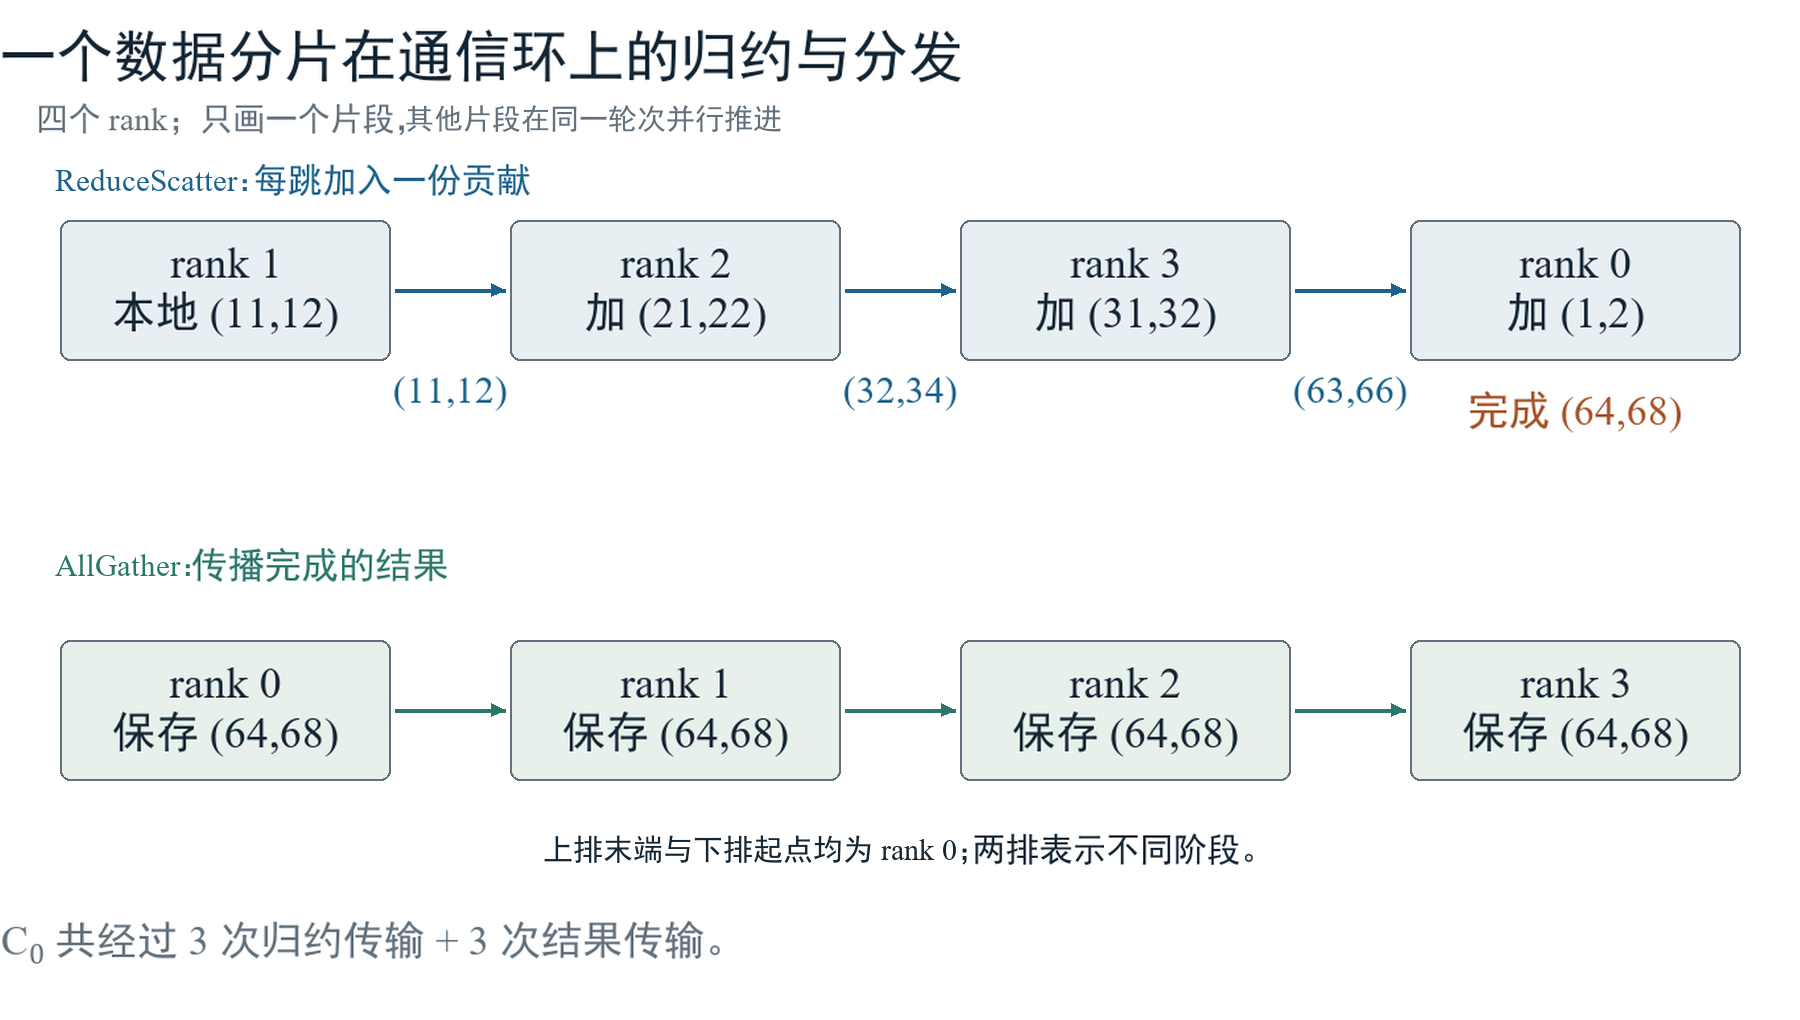 一个数据分片在通信环上的归约与分发
四个 rank；只画一个片段,其他片段在同一轮次并行推进
ReduceScatter:每跳加入一份贡献
rank 1
本地 (11,12)
rank 2
加 (21,22)
rank 3
加 (31,32)
rank 0
加 (1,2)
(11,12)
(32,34)
(63,66)
完成 (64,68)
AllGather:传播完成的结果
rank 0
保存 (64,68)
rank 1
保存 (64,68)
rank 2
保存 (64,68)
rank 3
保存 (64,68)
上排末端与下排起点均为 rank 0;两排表示不同阶段。
C₀ 共经过 3 次归约传输 + 3 次结果传输。